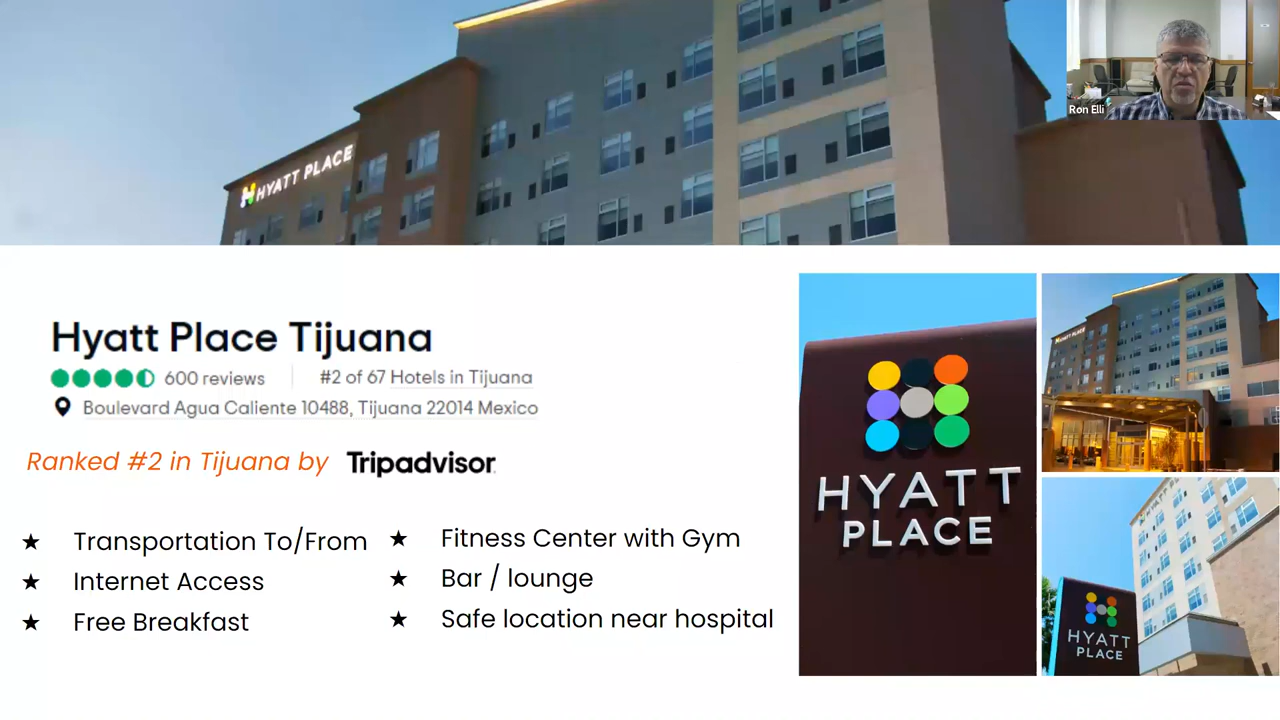 HYATT PLACE
Ron Elli
Hyatt Place Tijuana
600 reviews #2 of 67 Hotels in Tijuana
Boulevard Agua Caliente 10488, Tijuana 22014 Mexico
Ranked #2 in Tijuana by Tripadvisor
★ Transportation To/From
★ Internet Access
★ Free Breakfast
★ Fitness Center with Gym
★ Bar / lounge
★ Safe location near hospital
HYATT
PLACE
HYATT PLACE
HYATT
PLACE